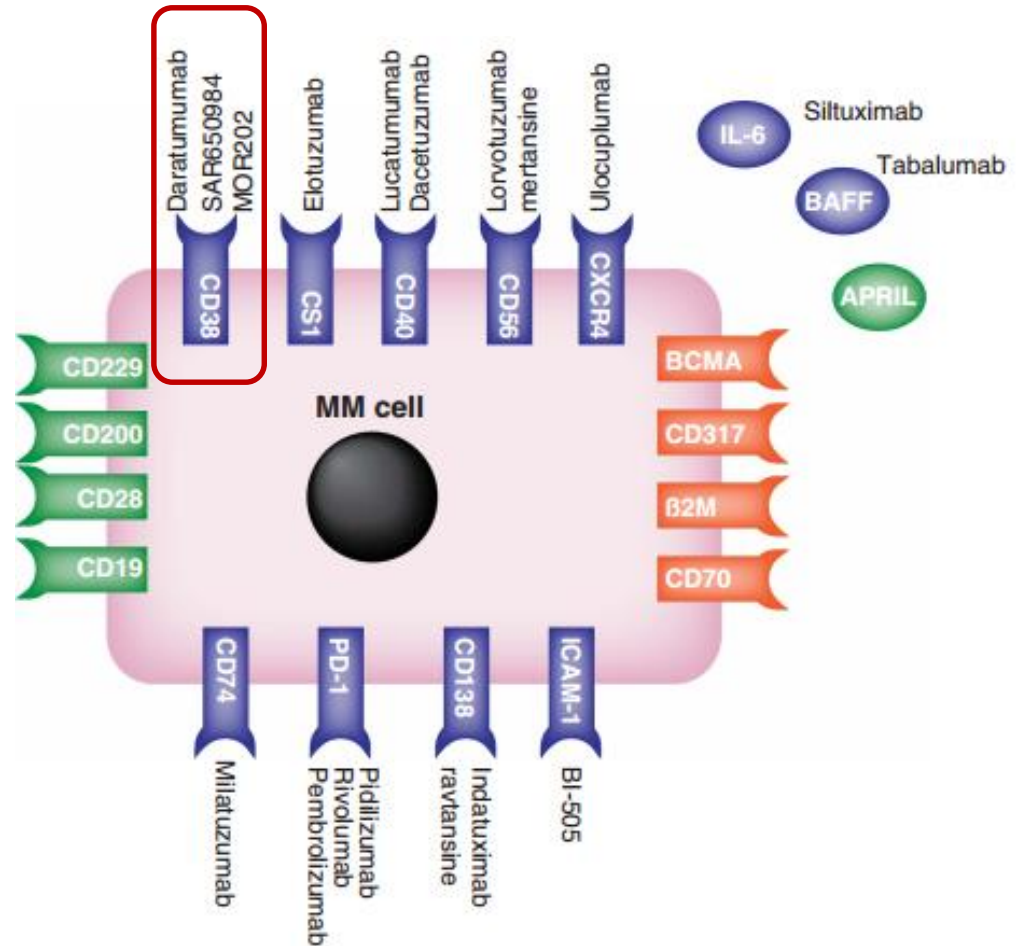 Daratumumab
SAR650984
MOR202
Elotuzumab
Lucatumumab
Dacetuzumab
Lorvotuzumab
mertansine
Ulocuplumab
IL-6
Siltuximab
BAFF
Tabalumab
APRIL
CD38
CS1
CD40
CD56
CXCR4
CD229
CD200
CD28
CD19
MM cell
BCMA
CD317
ß2M
CD70
CD74
PD-1
CD138
ICAM-1
Milatuzumab
Pidilizumab
Rivolumab
Pembrolizumab
Indatuximab
ravtansine
BI-505